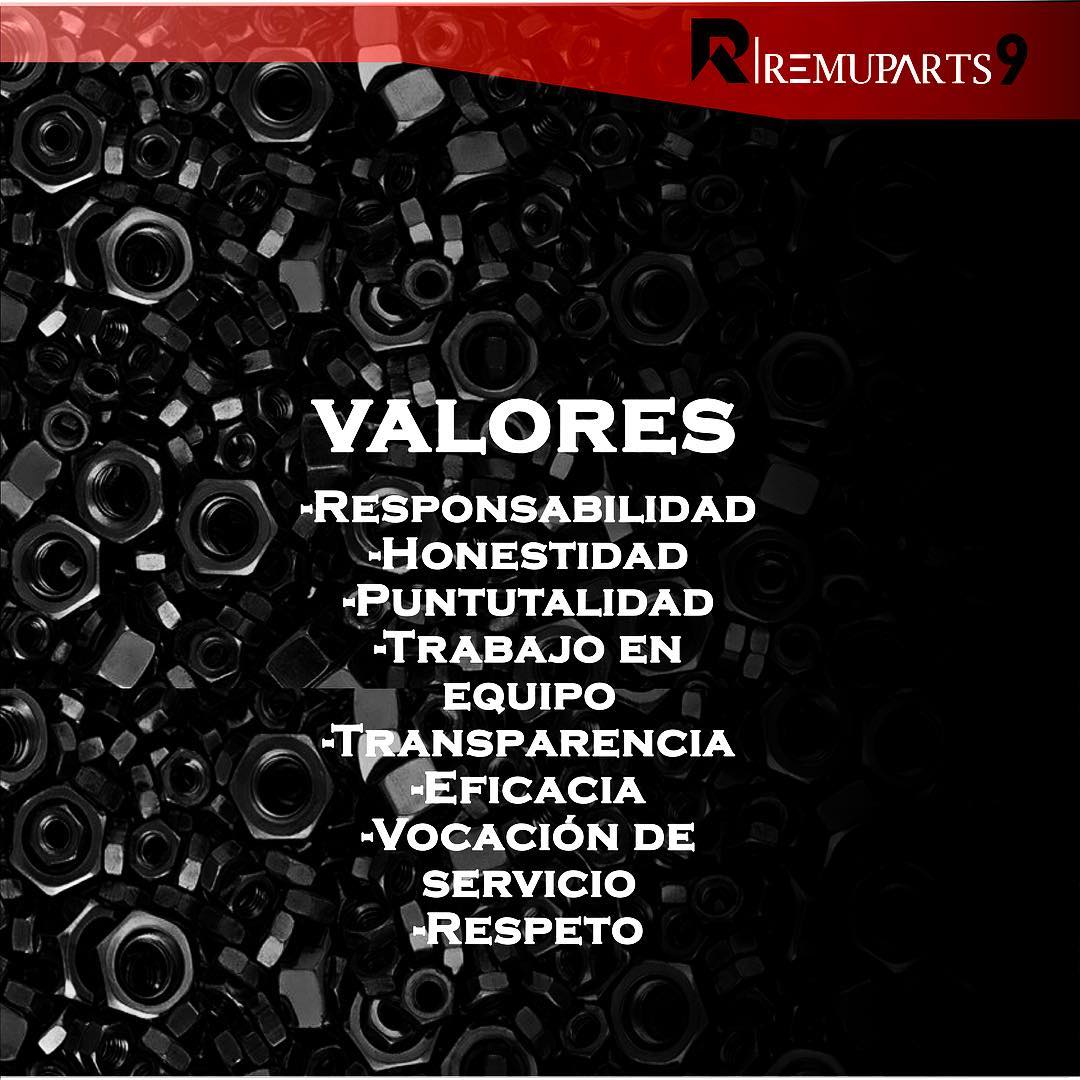 R|REMUPARTS9
VALORES
-RESPONSABILIDAD
-HONESTIDAD
-PUNTUTALIDAD
-TRABAJO EN
EQUIPO
-TRANSPARENCIA
-EFICACIA
-VOCACIÓN DE
SERVICIO
-RESPETO